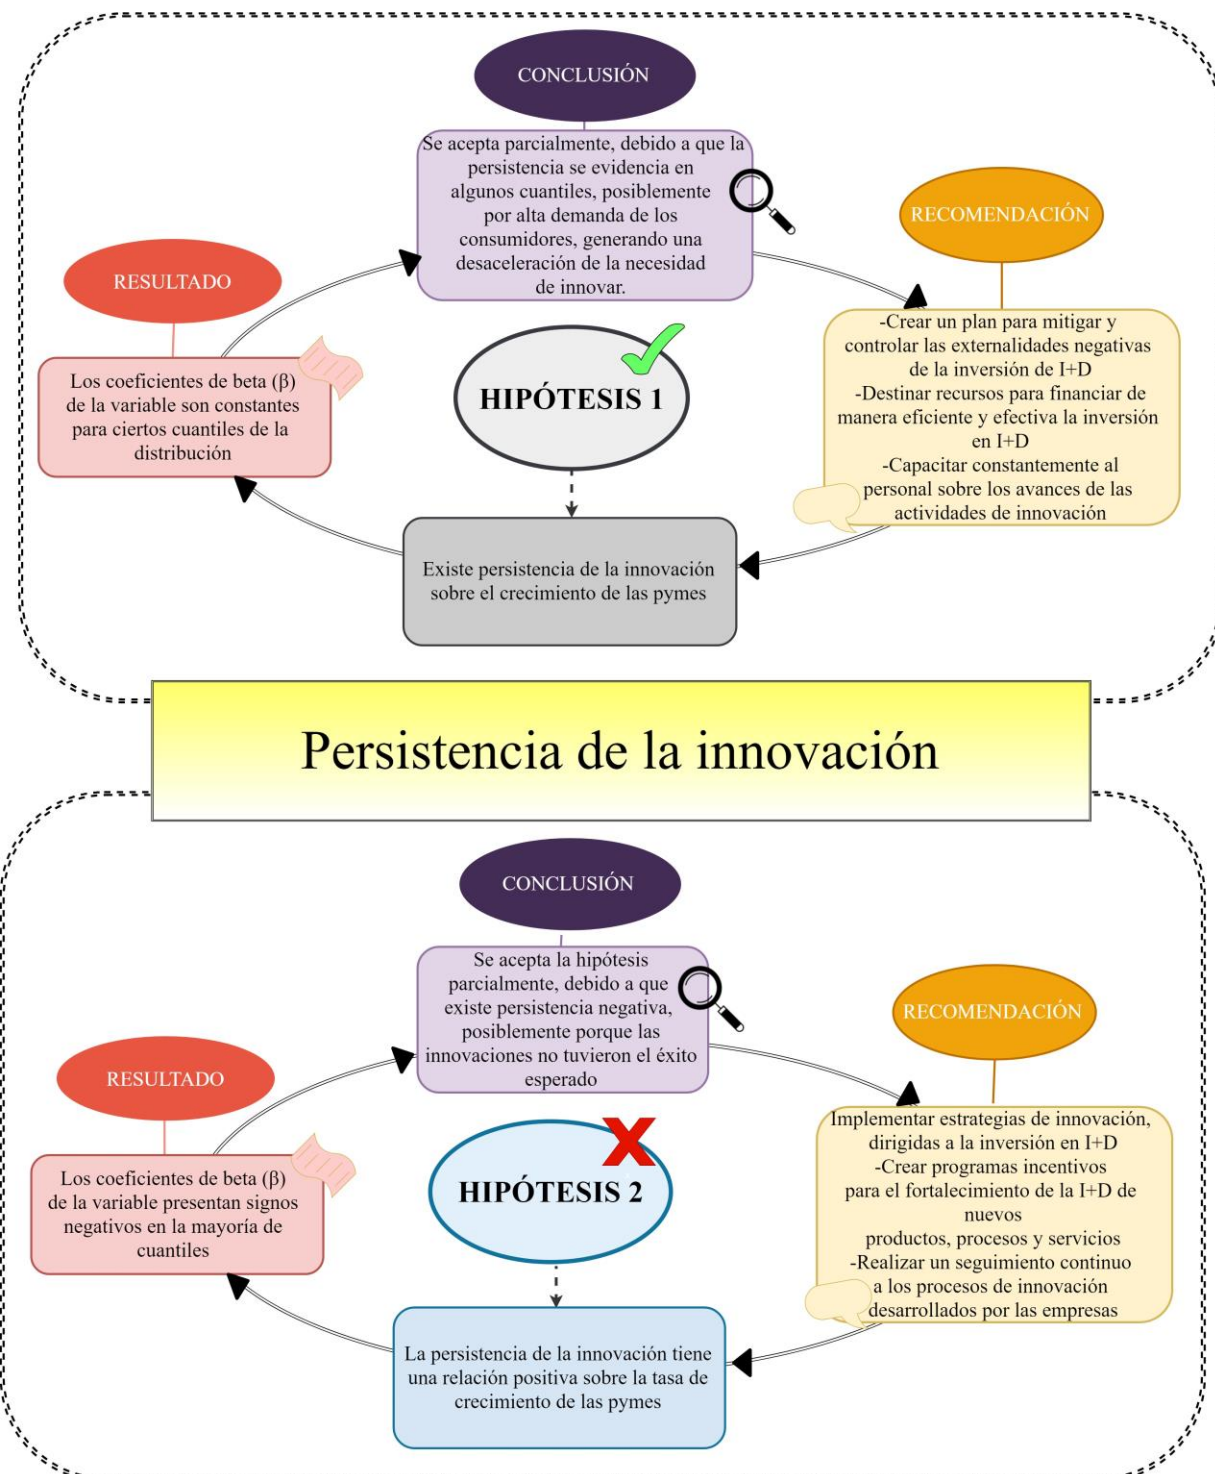 CONCLUSIÓN
Se acepta parcialmente, debido a que la
persistencia se evidencia en
algunos cuantiles, posiblemente
por alta demanda de los
consumidores, generando una
desaceleración de la necesidad
de innovar.
RECOMENDACIÓN
-Crear un plan para mitigar y
controlar las externalidades negativas
de la inversión de I+D
-Destinar recursos para financiar de
manera eficiente y efectiva la inversión
en I+D
-Capacitar constantemente al
personal sobre los avances de las
actividades de innovación
RESULTADO
Los coeficientes de beta (β)
de la variable son constantes
para ciertos cuantiles de la
distribución
HIPÓTESIS 1
Existe persistencia de la innovación
sobre el crecimiento de las pymes
Persistencia de la innovación
CONCLUSIÓN
Se acepta la hipótesis
parcialmente, debido a que
existe persistencia negativa,
posiblemente porque las
innovaciones no tuvieron el éxito
esperado
RECOMENDACIÓN
Implementar estrategias de innovación,
dirigidas a la inversión en I+D
-Crear programas incentivos
para el fortalecimiento de la I+D de
nuevos
productos, procesos y servicios
-Realizar un seguimiento continuo
a los procesos de innovación
desarrollados por las empresas
RESULTADO
Los coeficientes de beta (β)
de la variable presentan signos
negativos en la mayoría de
cuantiles
HIPÓTESIS 2
La persistencia de la innovación tiene
una relación positiva sobre la tasa de
crecimiento de las pymes